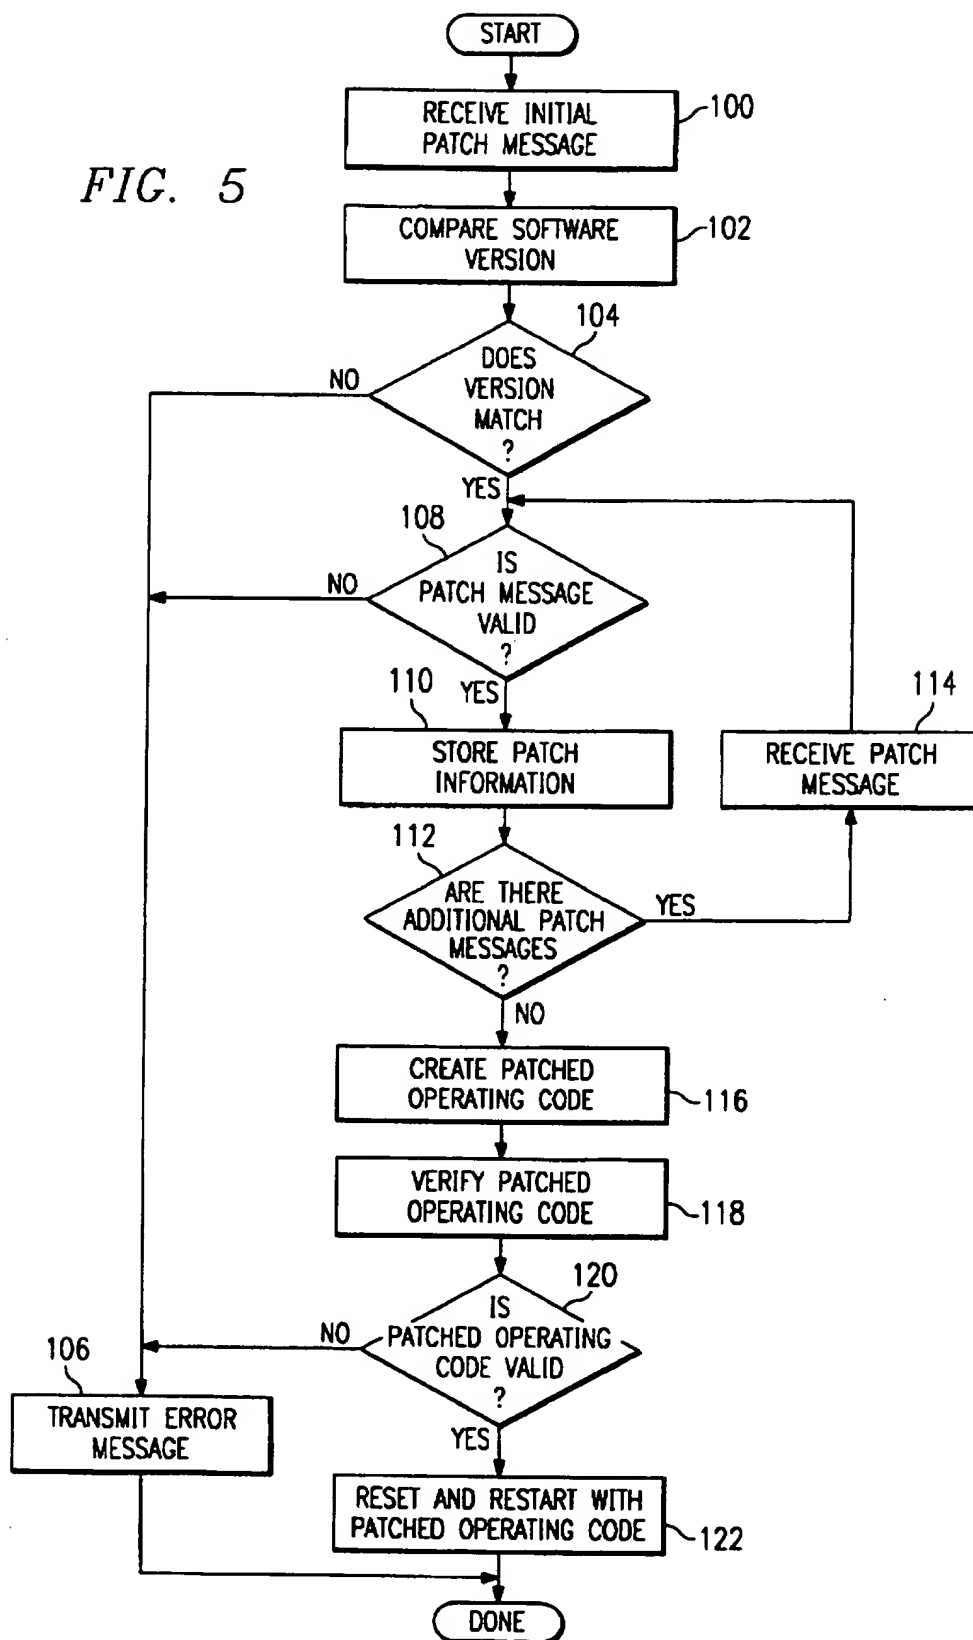 START
RECEIVE INITIAL
PATCH MESSAGE
100
FIG. 5
COMPARE SOFTWARE
VERSION
102
104
DOES
VERSION
MATCH
?
NO
YES
108
IS
PATCH MESSAGE
VALID
?
NO
YES
110
STORE PATCH
INFORMATION
114
RECEIVE PATCH
MESSAGE
112
ARE THERE
ADDITIONAL PATCH
MESSAGES
?
YES
NO
CREATE PATCHED
OPERATING CODE
116
VERIFY PATCHED
OPERATING CODE
118
120
IS
PATCHED OPERATING
CODE VALID
?
NO
YES
106
TRANSMIT ERROR
MESSAGE
RESET AND RESTART WITH
PATCHED OPERATING CODE
122
DONE